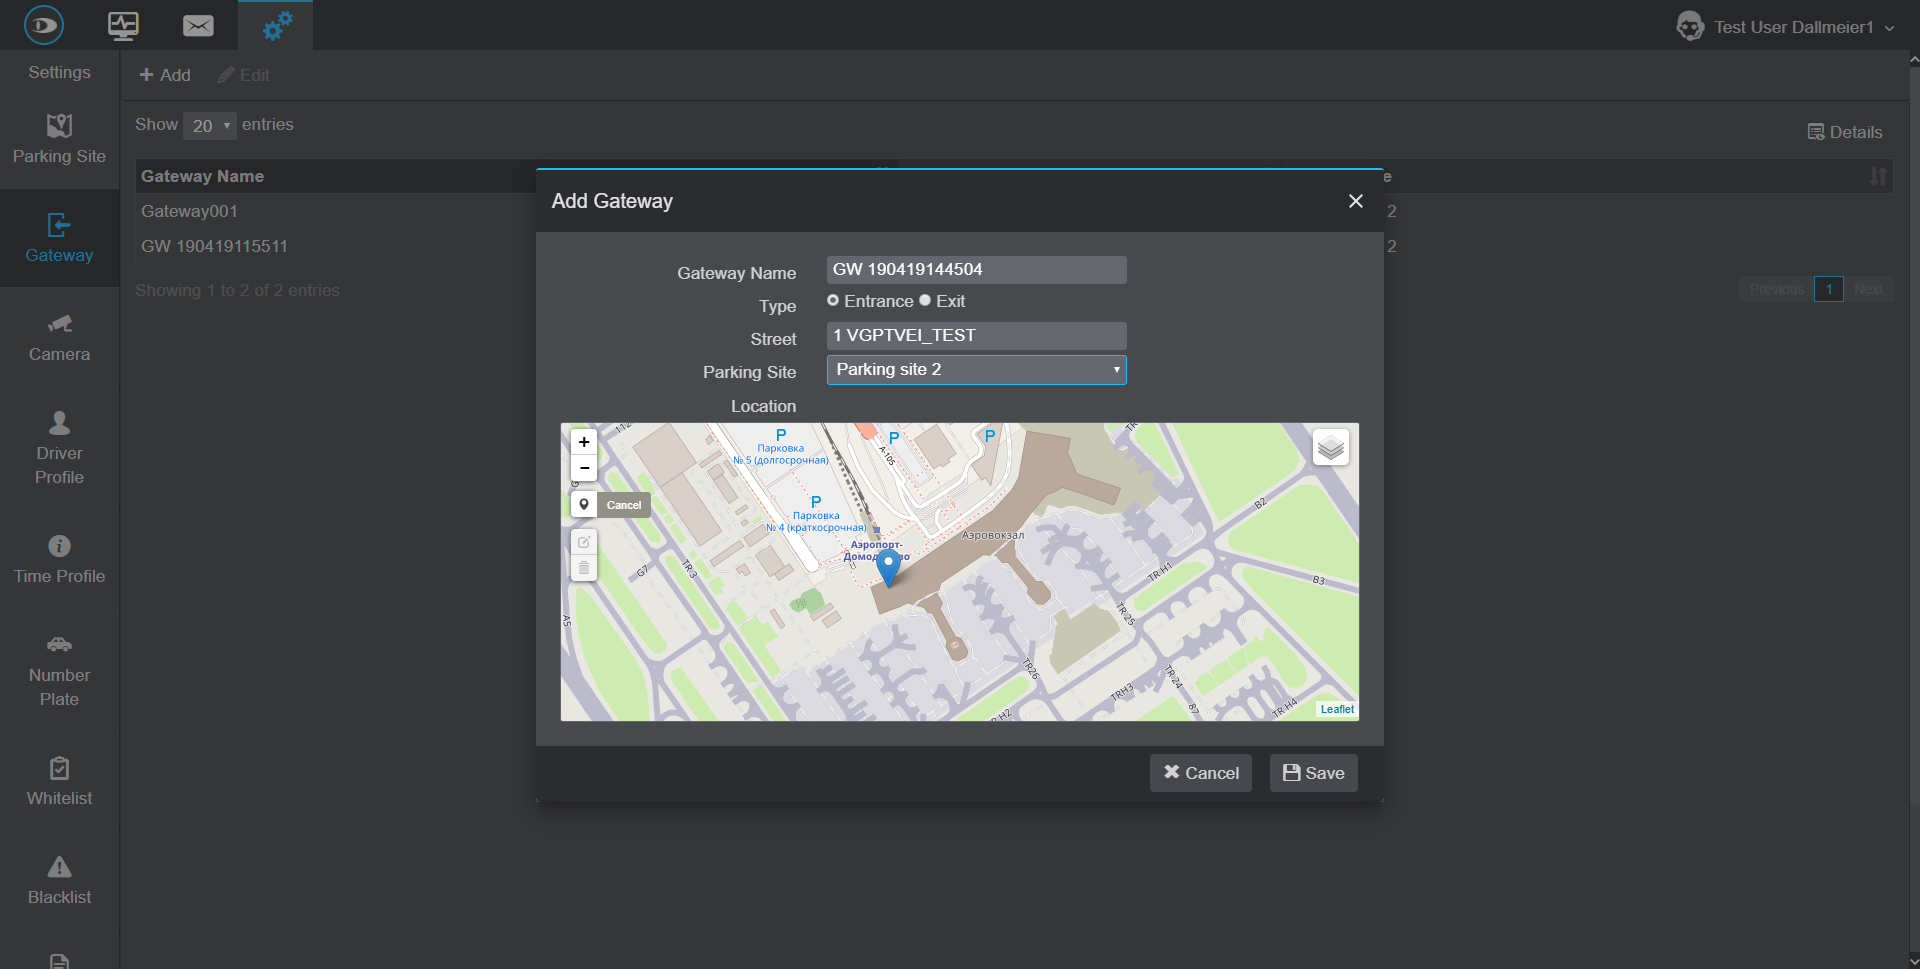 Test User Dallmeier1
Settings
Parking Site
Gateway
Camera
Driver
Profile
Time Profile
Number
Plate
Whitelist
Blacklist
+ Add
Edit
Show 20 entries
Details
Gateway Name
e
Gateway001
2
GW 190419115511
2
Showing 1 to 2 of 2 entries
Previous 1 Next
Add Gateway
Gateway Name GW 190419144504
Type Entrance Exit
Street 1 VGPTVEI_TEST
Parking Site Parking site 2
Location
+
−
Cancel
112
P
Парковка
№ 5 (долгосрочная)
P
P
A-105
TR
P
Парковка
№ 4 (краткосрочная)
Аэропорт-
Аэровокзал
B2
G7
TR 3
TR H1
B3
A5
TR 25
TR26
TR 24
TRH3
TR H4
B7
R H2
Leaflet
Cancel
Save